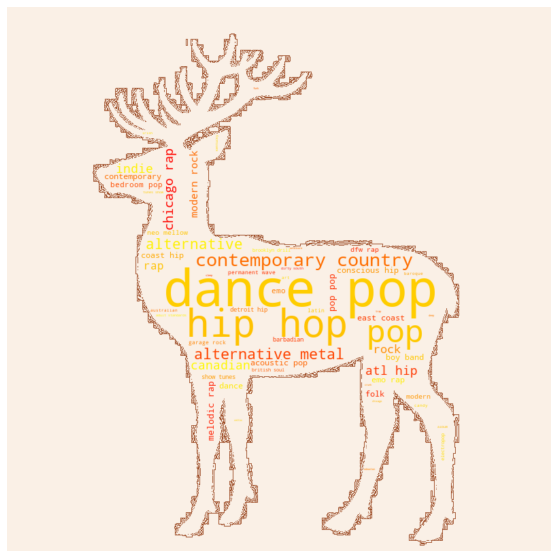 indie
contemporary
bedroom pop
chicago rap
modern rock
neo mellow
alternative
coast hip
rap
dfw rap
contemporary country
conscious hip
permanent wave
dance pop
emo
pop pop
hip hop
detroit hip
east coast
pop
barbadian
garage rock
rock
boy band
alternative metal
canadian
acoustic pop
british soul
atl hip
show tunes
dance
emo rap
melodic rap
folk
modern